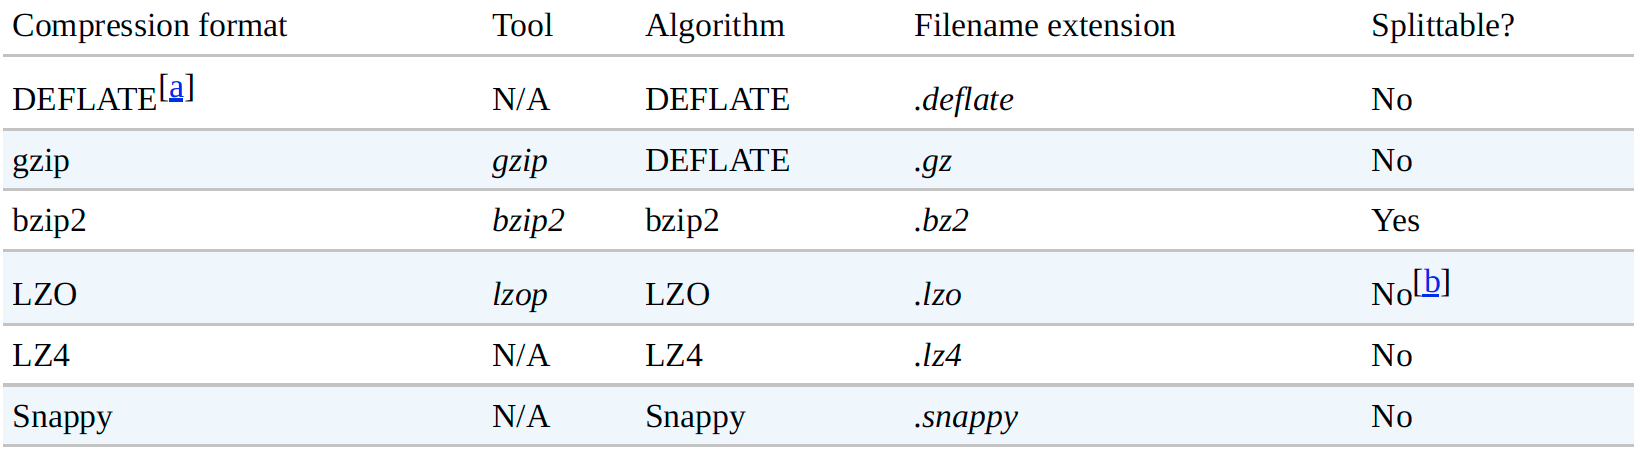 Compression format Tool Algorithm Filename extension Splittable?
DEFLATE[a] N/A DEFLATE .deflate No
gzip gzip DEFLATE .gz No
bzip2 bzip2 bzip2 .bz2 Yes
LZO lzop LZO .lzo No[b]
LZ4 N/A LZ4 .lz4 No
Snappy N/A Snappy .snappy No